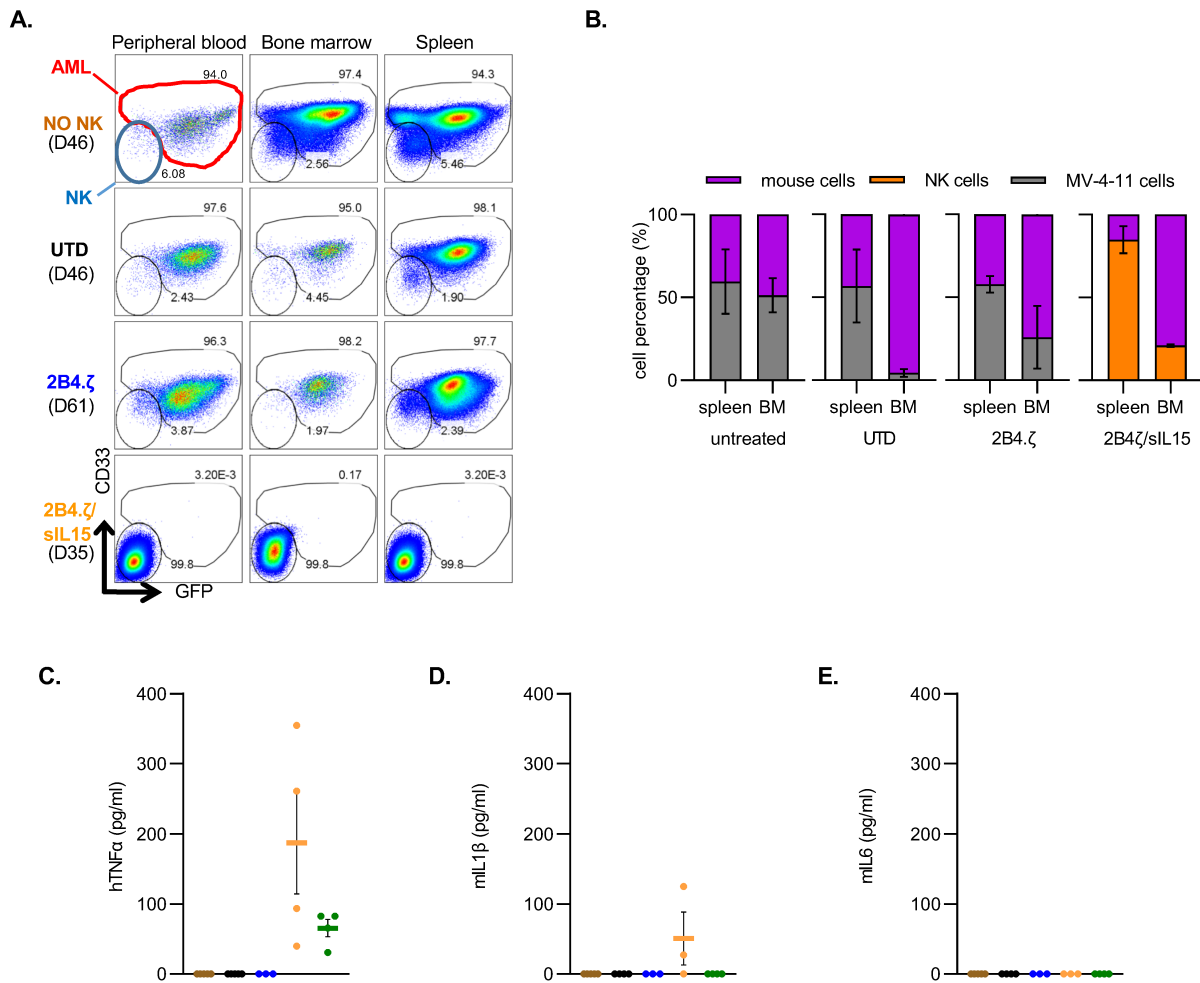 A.
Peripheral blood Bone marrow Spleen
AML
NO NK
(D46)
NK
94.0
6.08
97.4
2.56
94.3
5.46
UTD
(D46)
97.6
2.43
95.0
4.45
98.1
1.90
2B4.ζ
(D61)
96.3
3.87
98.2
1.97
97.7
2.39
2B4.ζ/
sIL15
(D35)
3.20E-3
99.8
0.17
99.8
3.20E-3
99.8
CD33
GFP
B.
mouse cells NK cells MV-4-11 cells
cell percentage (%)
100
50
0
spleen BM spleen BM spleen BM spleen BM
untreated UTD 2B4.ζ 2B4ζ/sIL15
C.
hTNFα (pg/ml)
400
300
200
100
0
D.
mIL1β (pg/ml)
400
300
200
100
0
E.
mIL6 (pg/ml)
400
300
200
100
0